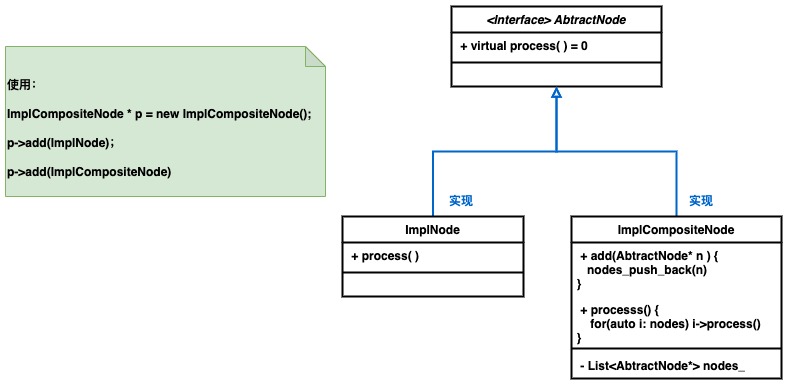 使用：
ImplCompositeNode * p = new ImplCompositeNode();
p->add(ImplNode)；
p->add(ImplCompositeNode)
<Interface> AbtractNode
+ virtual process( ) = 0
实现
实现
ImplNode
+ process( )
ImplCompositeNode
+ add(AbtractNode* n ) {
nodes_push_back(n)
}
+ processs() {
for(auto i: nodes) i->process()
}
- List<AbtractNode*> nodes_